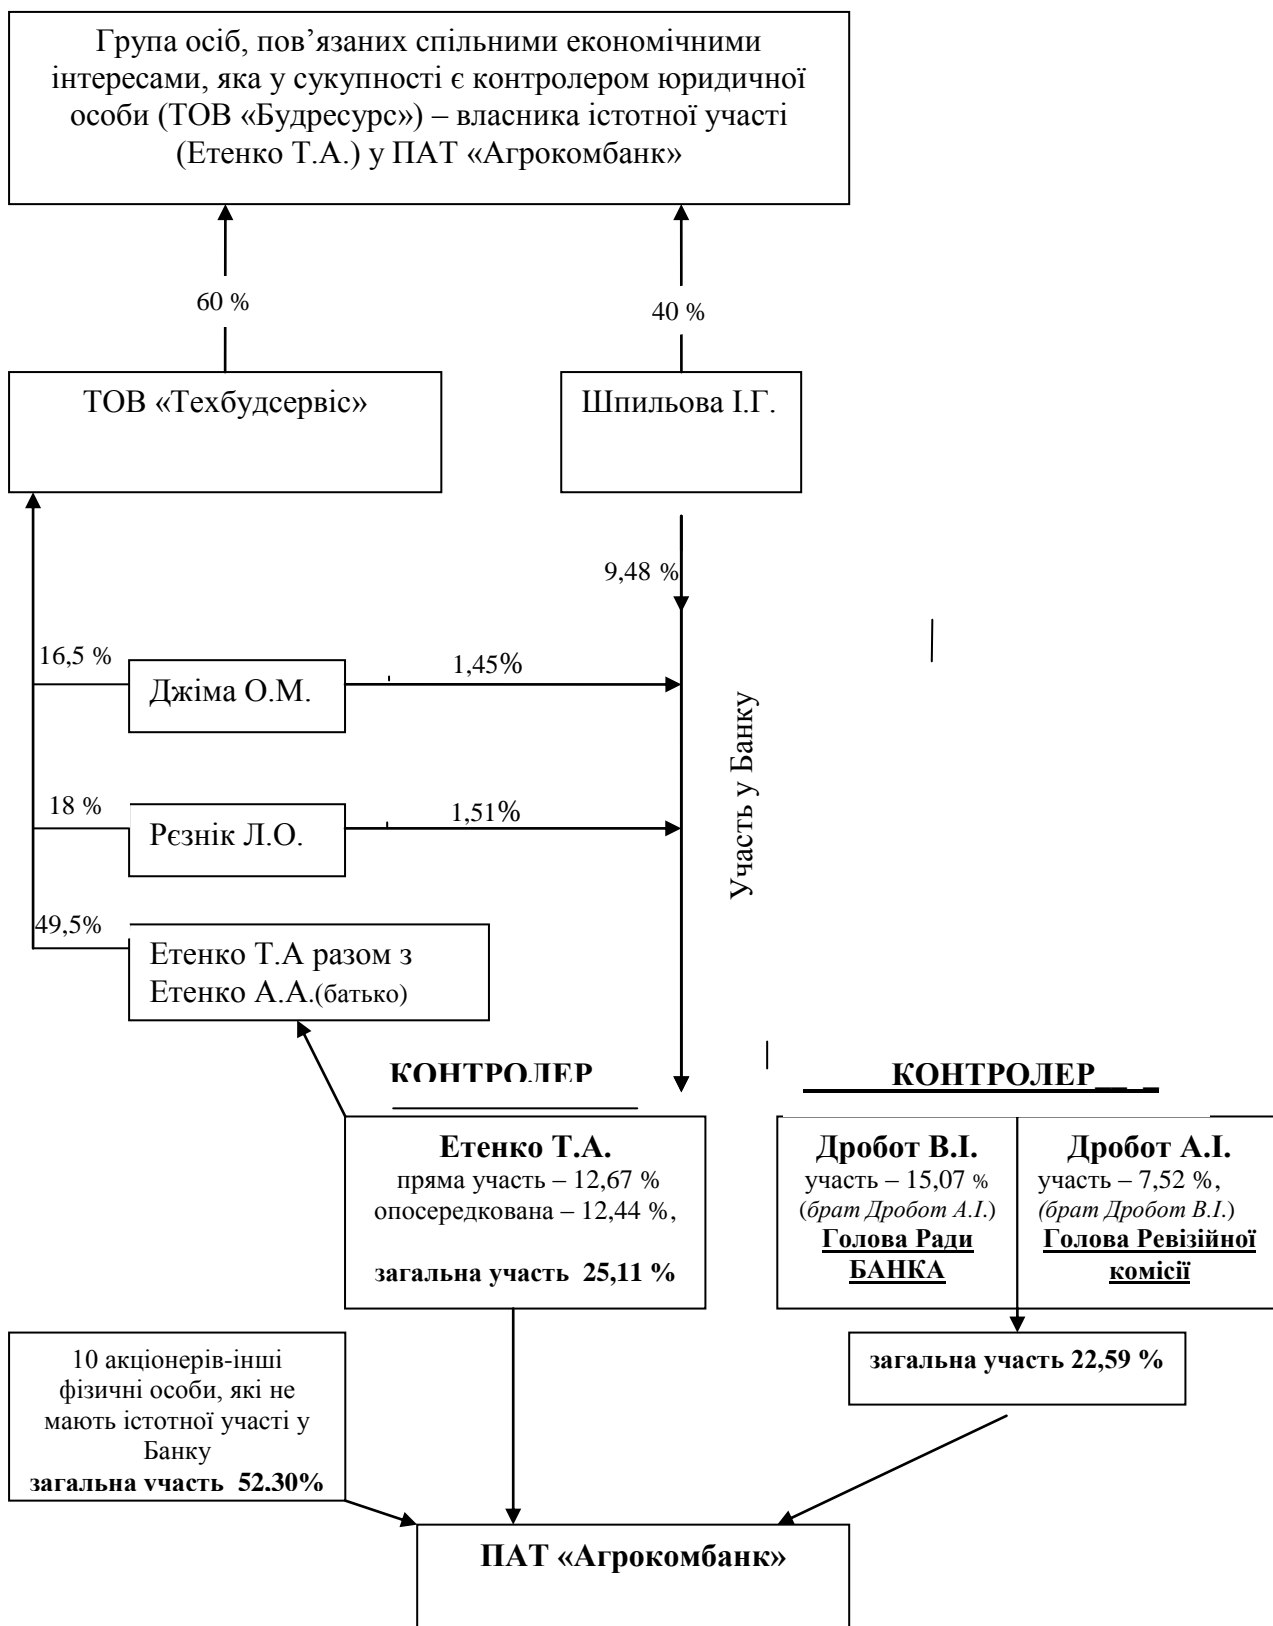 Група осіб, пов’язаних спільними економічними
інтересами, яка у сукупності є контролером юридичної
особи (ТОВ «Будресурс») – власника істотної участі
(Етенко Т.А.) у ПАТ «Агрокомбанк»
60 %
40 %
ТОВ «Техбудсервіс»
Шпильова І.Г.
9,48 %
16,5 %
Джіма О.М.
1,45%
18 %
Рєзнік Л.О.
1,51%
Участь у Банку
49,5%
Етенко Т.А разом з
Етенко А.А.(батько)
КОНТРОЛЕР
Етенко Т.А.
пряма участь – 12,67 %
опосередкована – 12,44 %,
загальна участь 25,11 %
КОНТРОЛЕР__ _
Дробот В.І.
участь – 15,07 %
(брат Дробот А.І.)
Голова Ради
БАНКА
Дробот А.І.
участь – 7,52 %,
(брат Дробот В.І.)
Голова Ревізійної
комісії
загальна участь 22,59 %
10 акціонерів-інші
фізичні особи, які не
мають істотної участі у
Банку
загальна участь 52,30%
ПАТ «Агрокомбанк»